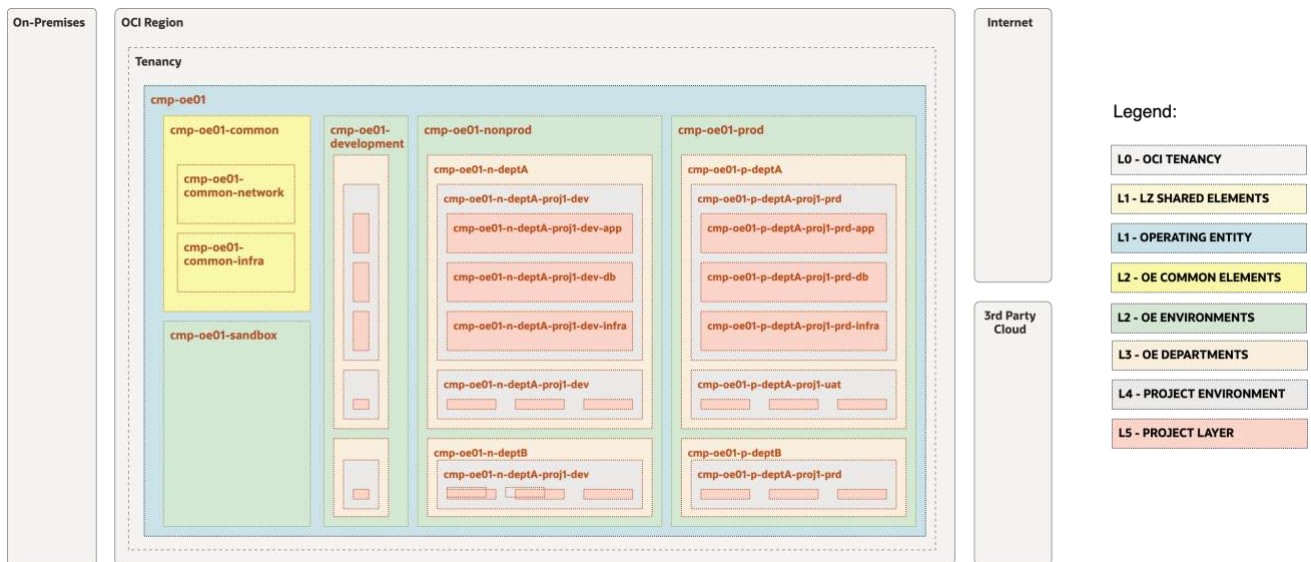 On-Premises
OCI Region
Tenancy
cmp-oe01
cmp-oe01-common
cmp-oe01-
common-network
cmp-oe01-
common-infra
cmp-oe01-sandbox
cmp-oe01-
development
cmp-oe01-nonprod
cmp-oe01-n-deptA
cmp-oe01-n-deptA-proj1-dev
cmp-oe01-n-deptA-proj1-dev-app
cmp-oe01-n-deptA-proj1-dev-db
cmp-oe01-n-deptA-proj1-dev-infra
cmp-oe01-n-deptA-proj1-dev
cmp-oe01-n-deptB
cmp-oe01-n-deptA-proj1-dev
cmp-oe01-prod
cmp-oe01-p-deptA
cmp-oe01-p-deptA-proj1-prd
cmp-oe01-p-deptA-proj1-prd-app
cmp-oe01-p-deptA-proj1-prd-db
cmp-oe01-p-deptA-proj1-prd-infra
cmp-oe01-p-deptA-proj1-uat
cmp-oe01-p-deptB
cmp-oe01-p-deptA-proj1-prd
Internet
3rd Party
Cloud
Legend:
L0 - OCI TENANCY
L1 - LZ SHARED ELEMENTS
L1 - OPERATING ENTITY
L2 - OE COMMON ELEMENTS
L2 - OE ENVIRONMENTS
L3 - OE DEPARTMENTS
L4 - PROJECT ENVIRONMENT
L5 - PROJECT LAYER